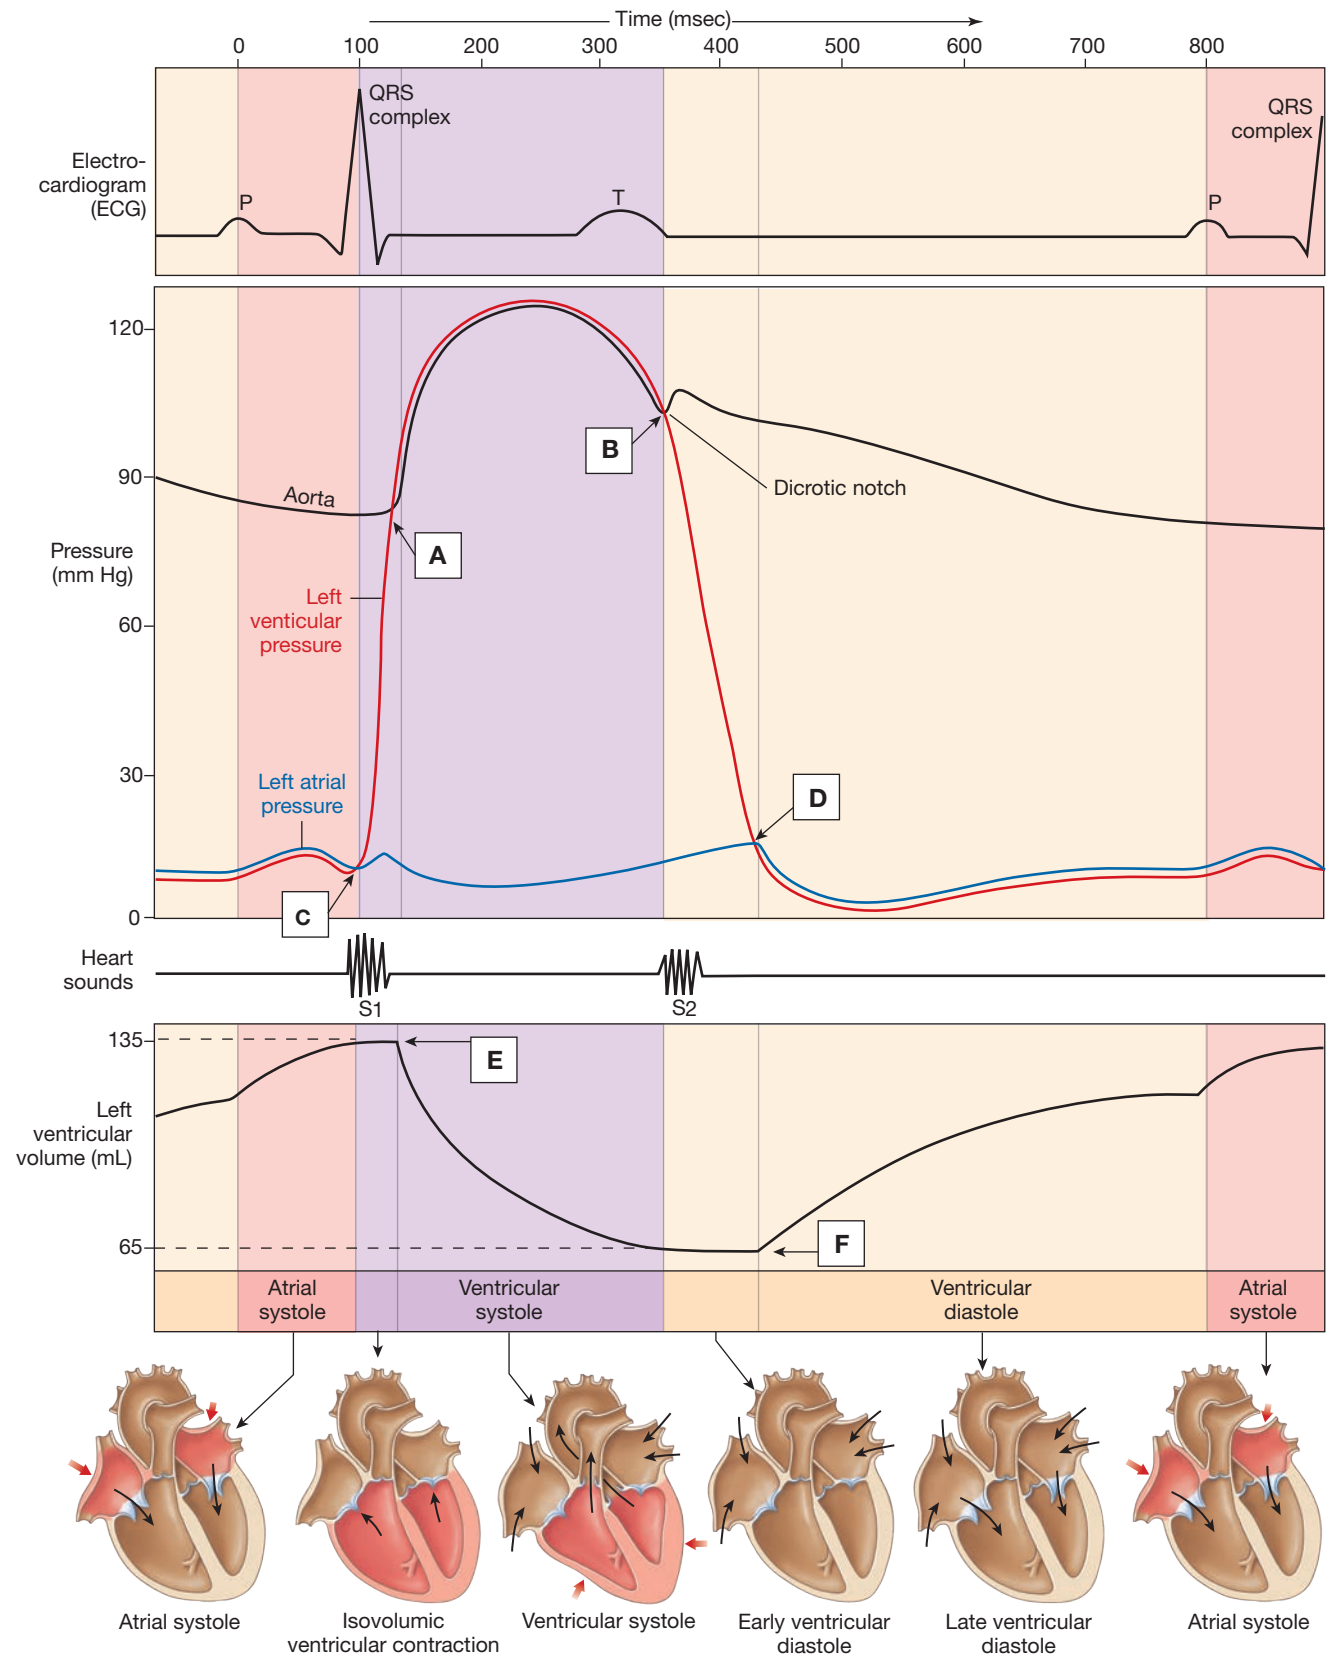 Time (msec)
0 100 200 300 400 500 600 700 800
QRS
complex
QRS
complex
Electro-
cardiogram
(ECG)
P
T
P
120
90
60
30
0
Pressure
(mm Hg)
Aorta
A
B
Dicrotic notch
Left
venticular
pressure
Left atrial
pressure
C
D
Heart
sounds
S1
S2
135
65
Left
ventricular
volume (mL)
E
F
Atrial
systole
Ventricular
systole
Ventricular
diastole
Atrial
systole
Atrial systole
Isovolumic
ventricular contraction
Ventricular systole
Early ventricular
diastole
Late ventricular
diastole
Atrial systole